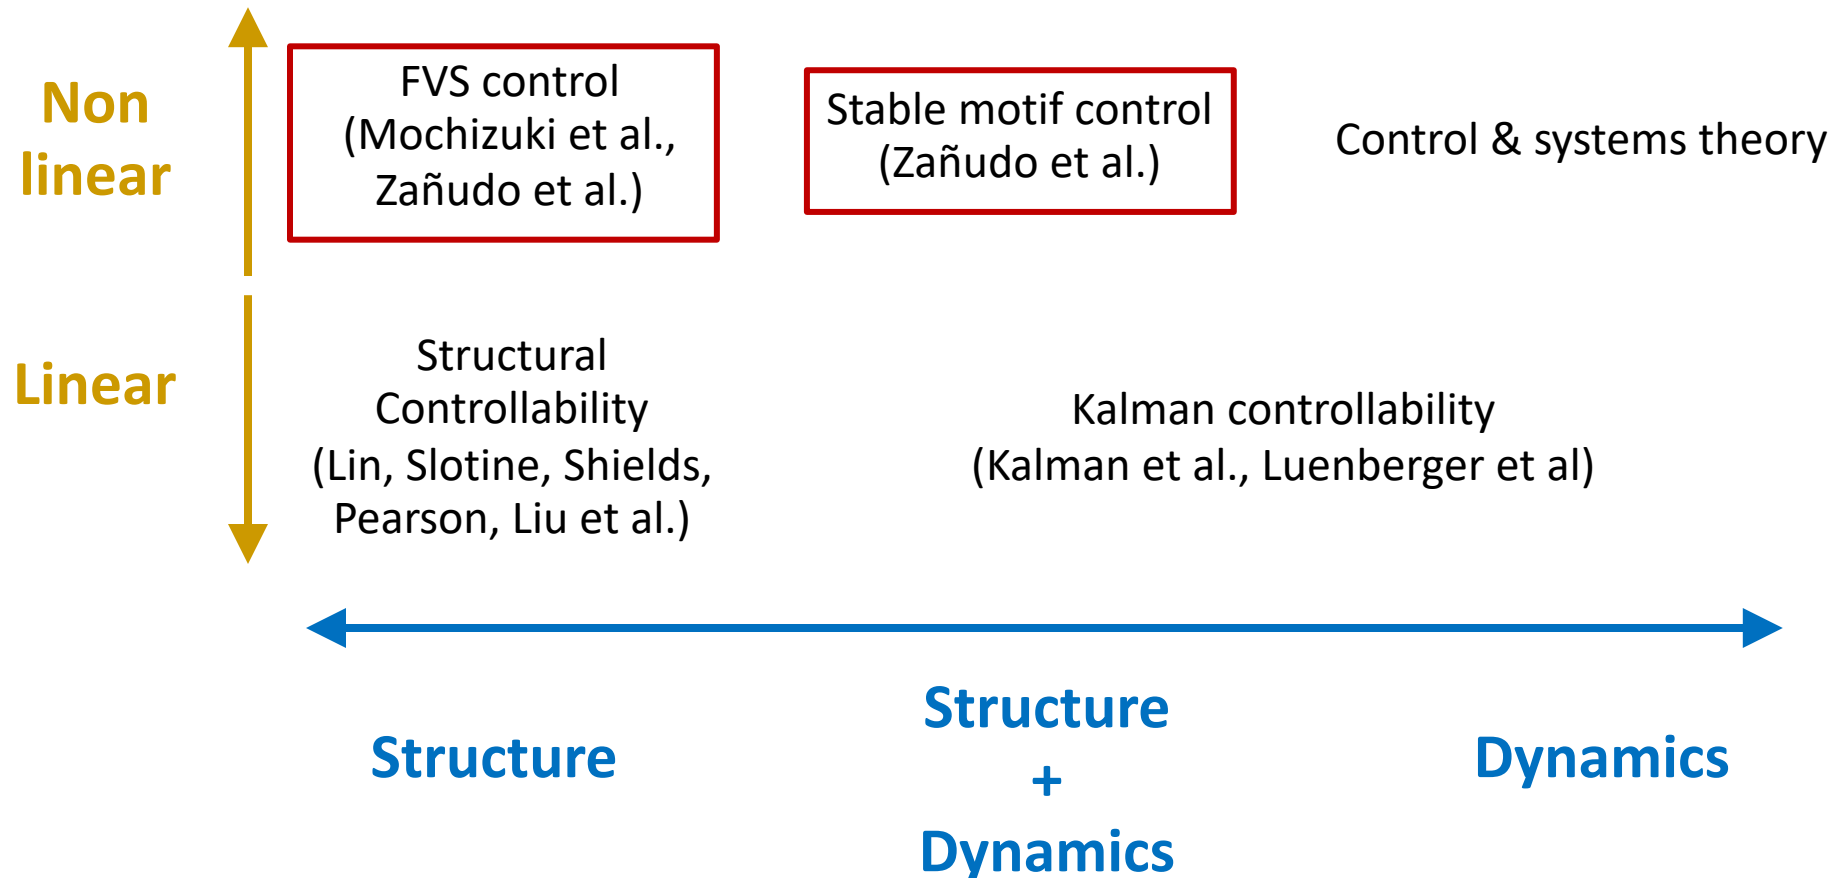 Non
linear
FVS control
(Mochizuki et al.,
Zañudo et al.)
Stable motif control
(Zañudo et al.)
Control & systems theory
Linear
Structural
Controllability
(Lin, Slotine, Shields,
Pearson, Liu et al.)
Kalman controllability
(Kalman et al., Luenberger et al)
Structure
Structure
+
Dynamics
Dynamics